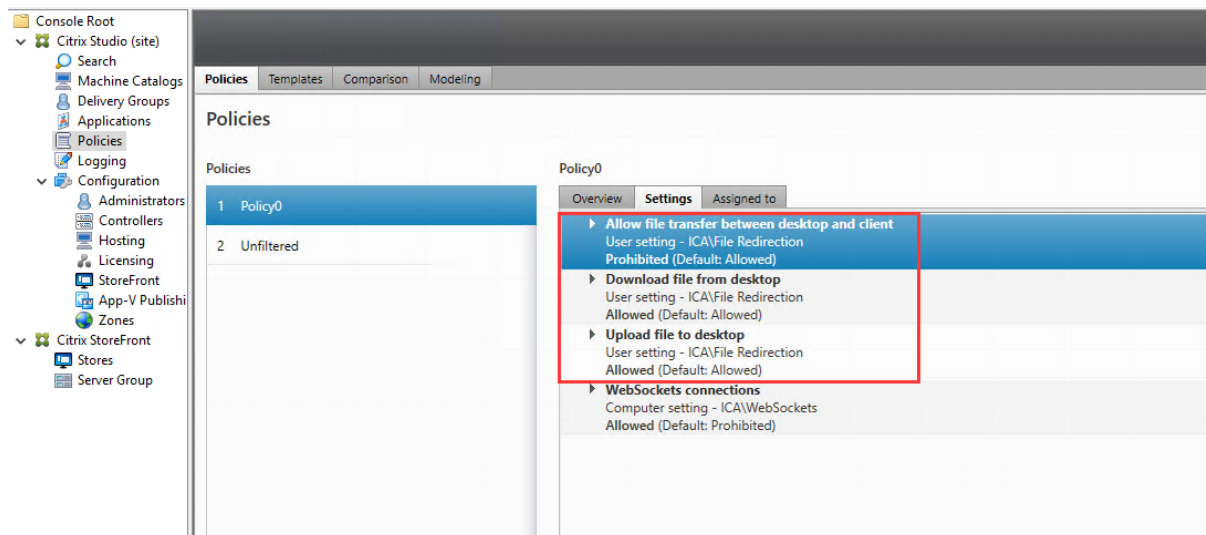 Console Root
Citrix Studio (site)
Search
Machine Catalogs
Delivery Groups
Applications
Policies
Logging
Configuration
Administrators
Controllers
Hosting
Licensing
StoreFront
App-V Publishi
Zones
Citrix StoreFront
Stores
Server Group
Policies Templates Comparison Modeling
Policies
Policies
1 Policy0
2 Unfiltered
Policy0
Overview Settings Assigned to
Allow file transfer between desktop and client
User setting - ICA\File Redirection
Prohibited (Default: Allowed)
Download file from desktop
User setting - ICA\File Redirection
Allowed (Default: Allowed)
Upload file to desktop
User setting - ICA\File Redirection
Allowed (Default: Allowed)
WebSockets connections
Computer setting - ICA\WebSockets
Allowed (Default: Prohibited)